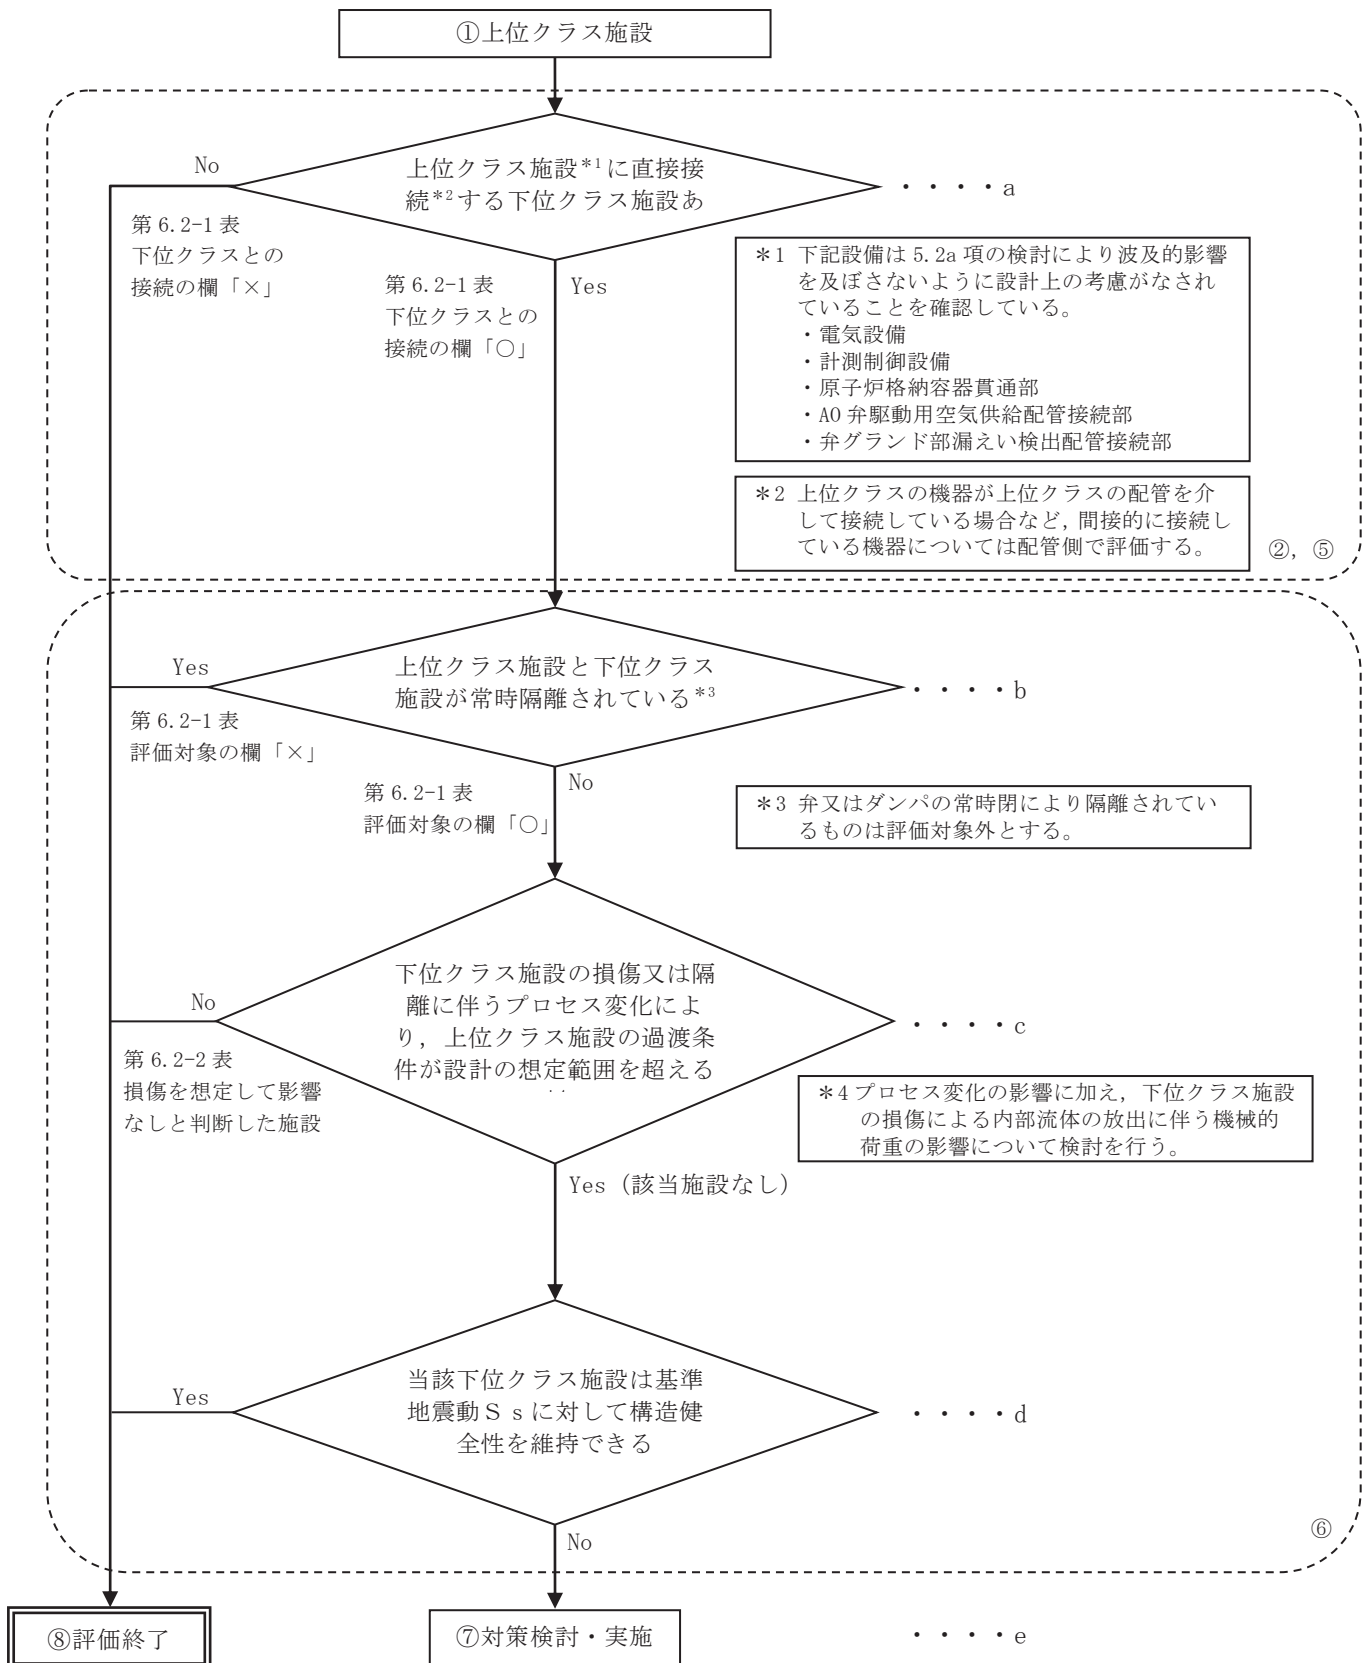 ①上位クラス施設
No
上位クラス施設*1に直接接
続*2する下位クラス施設あ
・・・・a
第 6.2-1 表
下位クラスとの
接続の欄「×」
第 6.2-1 表
下位クラスとの
接続の欄「○」
Yes
*1 下記設備は 5.2a 項の検討により波及的影響
を及ぼさないように設計上の考慮がなされ
ていることを確認している。
・電気設備
・計測制御設備
・原子炉格納容器貫通部
・AO 弁駆動用空気供給配管接続部
・弁グランド部漏えい検出配管接続部
*2 上位クラスの機器が上位クラスの配管を介
して接続している場合など，間接的に接続し
ている機器については配管側で評価する。
②，⑤
Yes
上位クラス施設と下位クラス
施設が常時隔離されている*3
・・・・b
第 6.2-1 表
評価対象の欄「×」
No
第 6.2-1 表
評価対象の欄「○」
*3 弁又はダンパの常時閉により隔離されてい
るものは評価対象外とする。
No
下位クラス施設の損傷又は隔
離に伴うプロセス変化によ
り，上位クラス施設の過渡条
件が設計の想定範囲を超える
・・・・c
第 6.2-2 表
損傷を想定して影響
なしと判断した施設
*4 プロセス変化の影響に加え，下位クラス施設
の損傷による内部流体の放出に伴う機械的
荷重の影響について検討を行う。
Yes（該当施設なし）
Yes
当該下位クラス施設は基準
地震動Ｓｓに対して構造健
全性を維持できる
・・・・d
No
⑥
⑧評価終了
⑦対策検討・実施
・・・・e